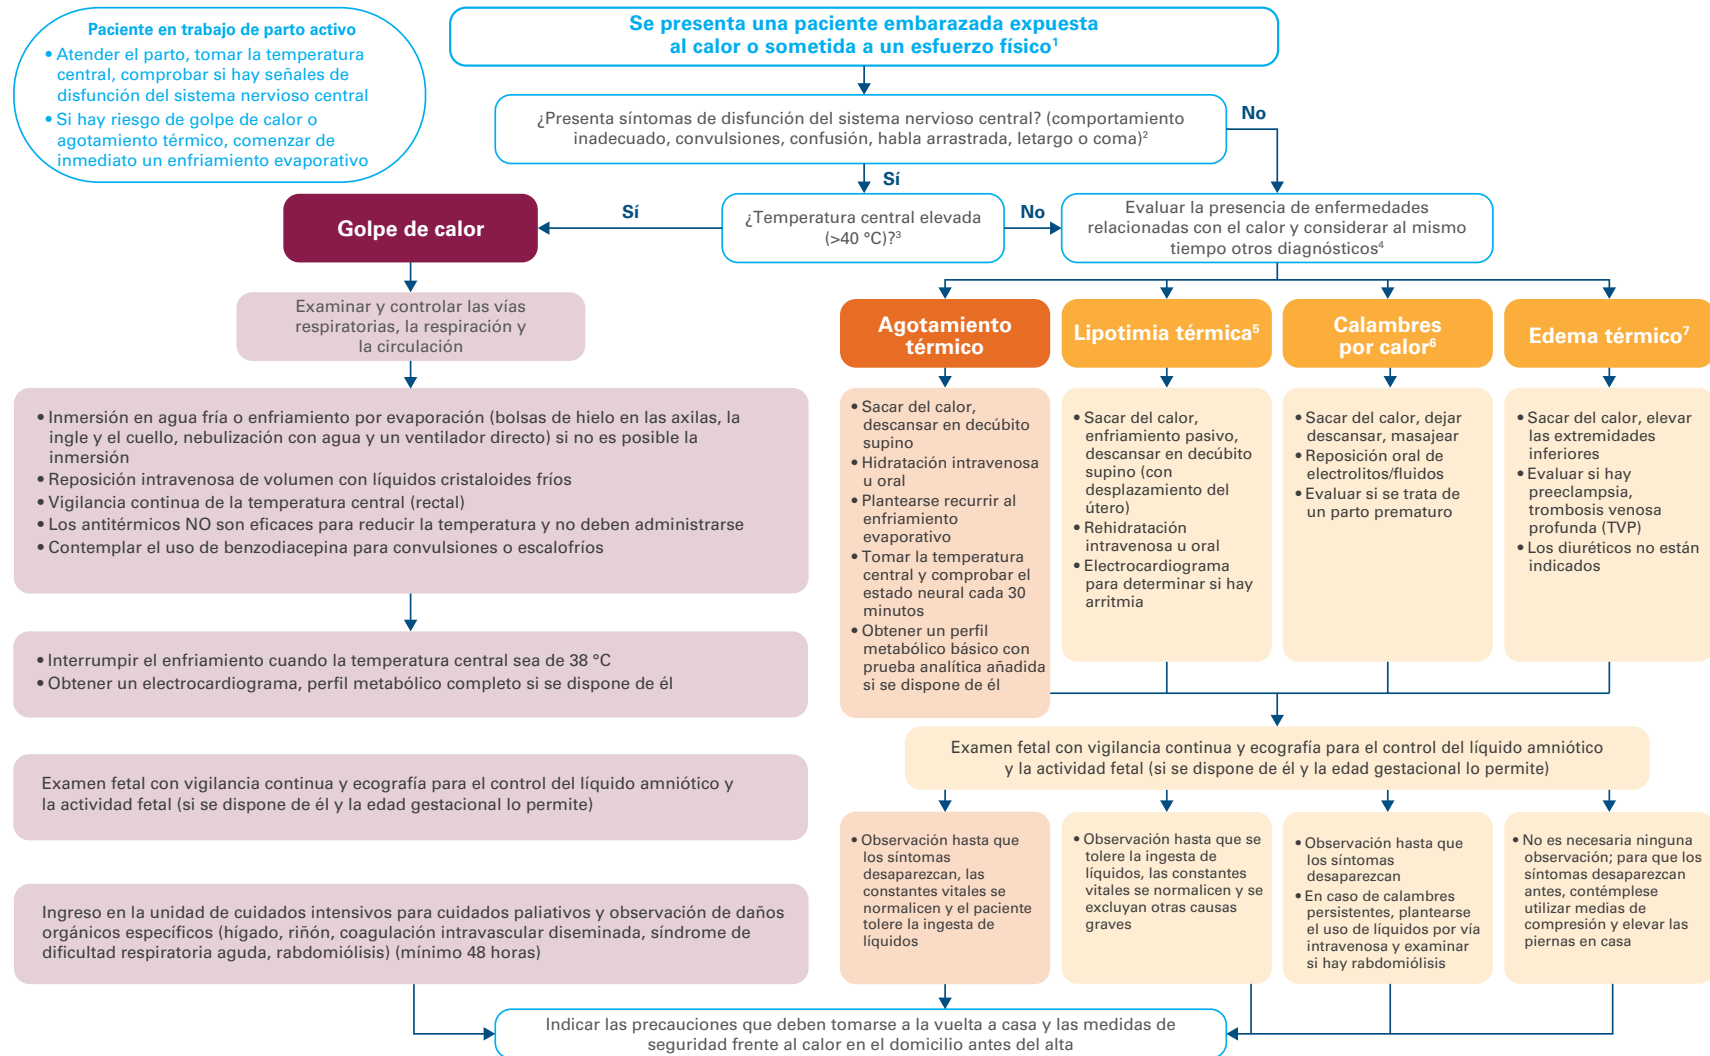 Paciente en trabajo de parto activo
• Atender el parto, tomar la temperatura
central, comprobar si hay señales de
disfunción del sistema nervioso central
• Si hay riesgo de golpe de calor o
agotamiento térmico, comenzar de
inmediato un enfriamiento evaporativo
Se presenta una paciente embarazada expuesta
al calor o sometida a un esfuerzo físico¹
¿Presenta síntomas de disfunción del sistema nervioso central? (comportamiento
inadecuado, convulsiones, confusión, habla arrastrada, letargo o coma)²
No
Sí
¿Temperatura central elevada
(>40 °C)?³
Sí
No
Golpe de calor
Evaluar la presencia de enfermedades
relacionadas con el calor y considerar al mismo
tiempo otros diagnósticos⁴
Examinar y controlar las vías
respiratorias, la respiración y
la circulación
• Inmersión en agua fría o enfriamiento por evaporación (bolsas de hielo en las axilas, la
ingle y el cuello, nebulización con agua y un ventilador directo) si no es posible la
inmersión
• Reposición intravenosa de volumen con líquidos cristaloides fríos
• Vigilancia continua de la temperatura central (rectal)
• Los antitérmicos NO son eficaces para reducir la temperatura y no deben administrarse
• Contemplar el uso de benzodiacepina para convulsiones o escalofríos
• Interrumpir el enfriamiento cuando la temperatura central sea de 38 °C
• Obtener un electrocardiograma, perfil metabólico completo si se dispone de él
Examen fetal con vigilancia continua y ecografía para el control del líquido amniótico y
la actividad fetal (si se dispone de él y la edad gestacional lo permite)
Ingreso en la unidad de cuidados intensivos para cuidados paliativos y observación de daños
orgánicos específicos (hígado, riñón, coagulación intravascular diseminada, síndrome de
dificultad respiratoria aguda, rabdomiólisis) (mínimo 48 horas)
Agotamiento
térmico
• Sacar del calor,
descansar en decúbito
supino
• Hidratación intravenosa
u oral
• Plantearse recurrir al
enfriamiento
evaporativo
• Tomar la temperatura
central y comprobar el
estado neural cada 30
minutos
• Obtener un perfil
metabólico básico con
prueba analítica añadida
si se dispone de él
Lipotimia térmica⁵
• Sacar del calor,
enfriamiento pasivo,
descansar en decúbito
supino (con
desplazamiento del
útero)
• Rehidratación
intravenosa u oral
• Electrocardiograma
para determinar si hay
arritmia
Calambres
por calor⁶
• Sacar del calor, dejar
descansar, masajear
• Reposición oral de
electrolitos/fluidos
• Evaluar si se trata de
un parto prematuro
Edema térmico⁷
• Sacar del calor, elevar
las extremidades
inferiores
• Evaluar si hay
preeclampsia,
trombosis venosa
profunda (TVP)
• Los diuréticos no están
indicados
Examen fetal con vigilancia continua y ecografía para el control del líquido amniótico
y la actividad fetal (si se dispone de él y la edad gestacional lo permite)
• Observación hasta que
los síntomas
desaparezcan, las
constantes vitales se
normalicen y el paciente
tolere la ingesta de
líquidos
• Observación hasta que se
tolere la ingesta de
líquidos, las constantes
vitales se normalicen y se
excluyan otras causas
graves
• Observación hasta que
los síntomas
desaparezcan
• En caso de calambres
persistentes, plantearse
el uso de líquidos por vía
intravenosa y examinar
si hay rabdomiólisis
• No es necesaria ninguna
observación; para que los
síntomas desaparezcan
antes, contémplese
utilizar medias de
compresión y elevar las
piernas en casa
Indicar las precauciones que deben tomarse a la vuelta a casa y las medidas de
seguridad frente al calor en el domicilio antes del alta